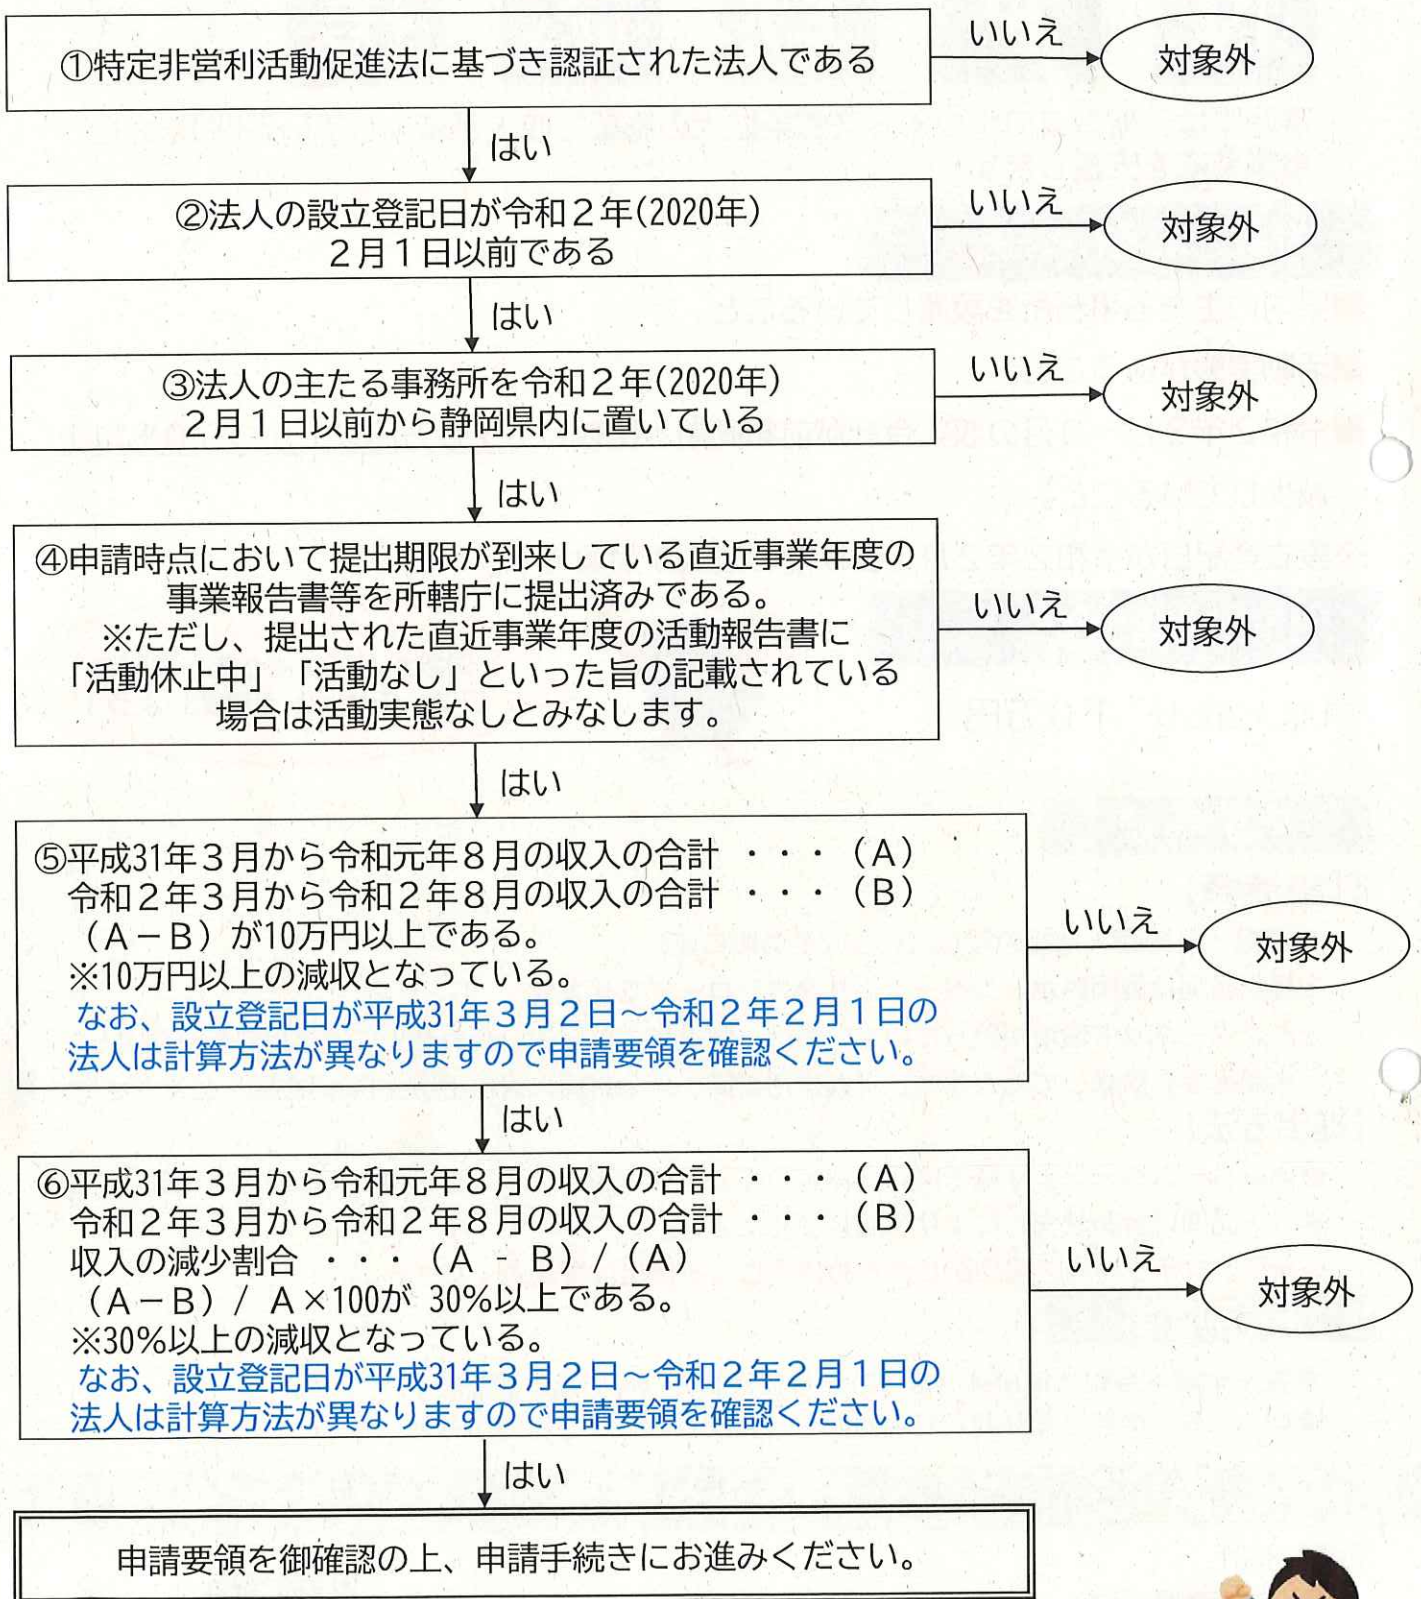 ①特定非営利活動促進法に基づき認証された法人である
いいえ
対象外
はい
②法人の設立登記日が令和２年(2020年)
２月１日以前である
いいえ
対象外
はい
③法人の主たる事務所を令和２年(2020年)
２月１日以前から静岡県内に置いている
いいえ
対象外
はい
④申請時点において提出期限が到来している直近事業年度の
事業報告書等を所轄庁に提出済みである。
※ただし、提出された直近事業年度の活動報告書に
「活動休止中」「活動なし」といった旨の記載されている
場合は活動実態なしとみなします。
いいえ
対象外
はい
⑤平成31年３月から令和元年８月の収入の合計 ・・・（Ａ）
令和２年３月から令和２年８月の収入の合計 ・・・（Ｂ）
（Ａ－Ｂ）が10万円以上である。
※10万円以上の減収となっている。
なお、設立登記日が平成31年３月２日～令和２年２月１日の
法人は計算方法が異なりますので申請要領を確認ください。
いいえ
対象外
はい
⑥平成31年３月から令和元年８月の収入の合計 ・・・（Ａ）
令和２年３月から令和２年８月の収入の合計 ・・・（Ｂ）
収入の減少割合 ・・・（Ａ - Ｂ）/（Ａ）
（Ａ－Ｂ）/ Ａ×100が 30%以上である。
※30%以上の減収となっている。
なお、設立登記日が平成31年３月２日～令和２年２月１日の
法人は計算方法が異なりますので申請要領を確認ください。
いいえ
対象外
はい
申請要領を御確認の上、申請手続きにお進みください。